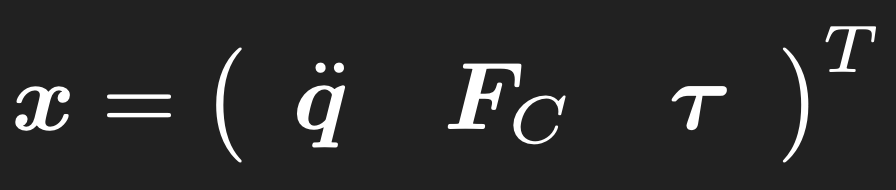 𝒙 = ( 𝒒̈ 𝑭_C 𝝉 )^T